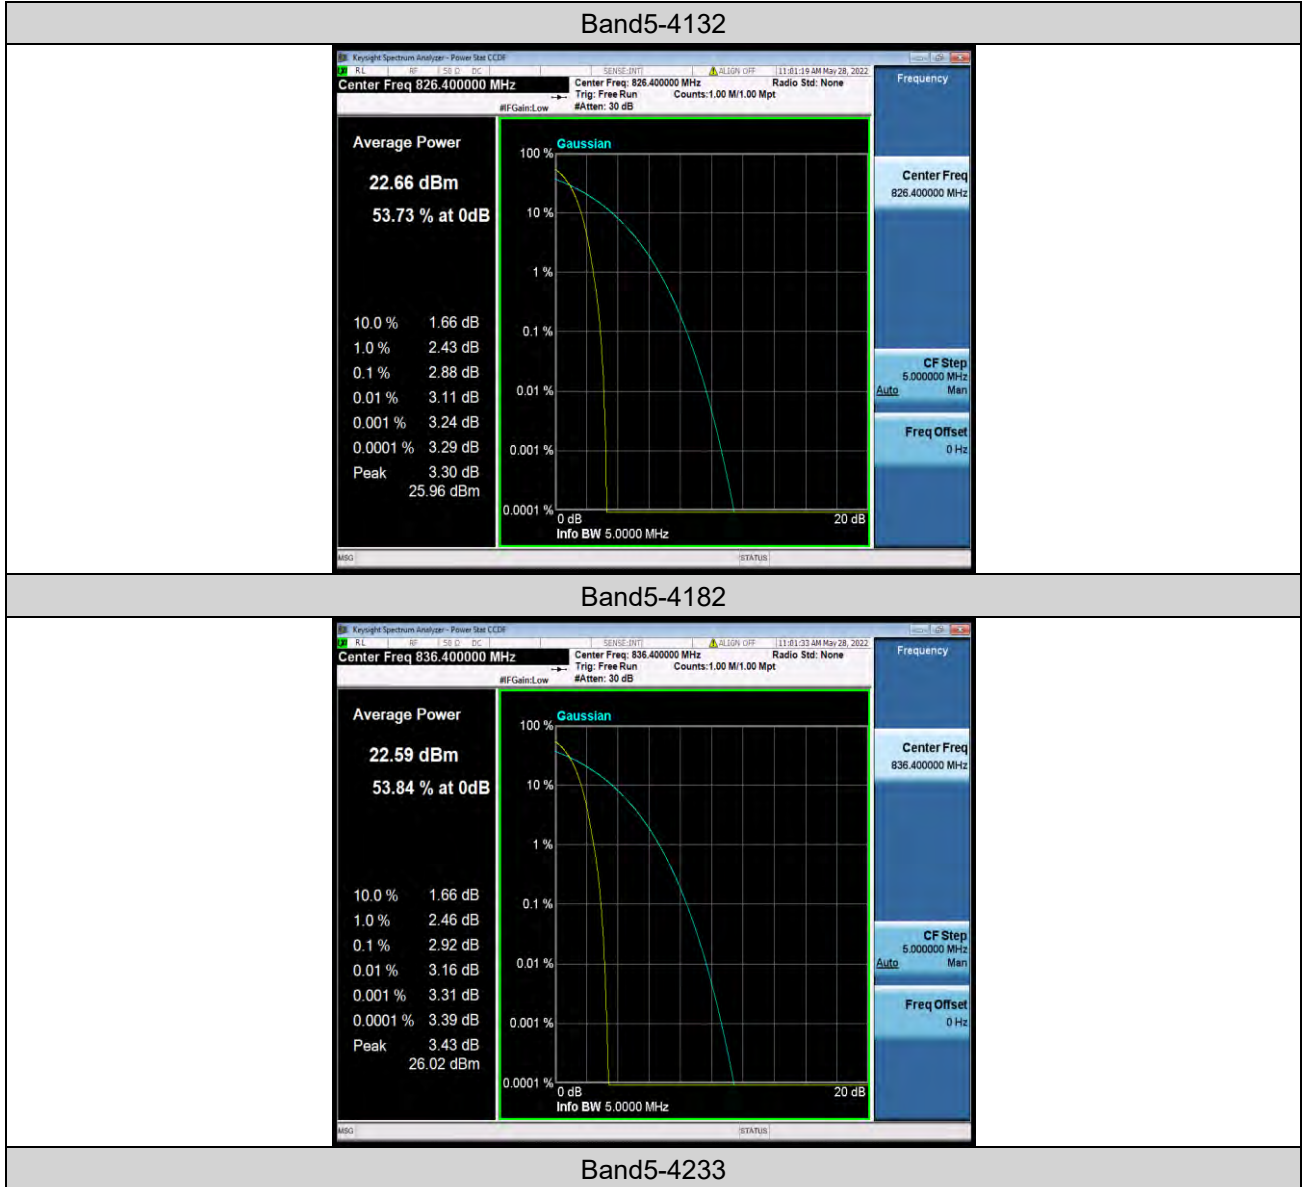 Band5-4132
Keysight Spectrum Analyzer - Power Stat CCDF
RL RF 50 Ω DC SENSE:INT ALIGN OFF 11:01:19 AM May 28, 2022
Center Freq 826.400000 MHz
Center Freq: 826.400000 MHz Radio Std: None
Trig: Free Run Counts:1.00 M/1.00 Mpt
#IFGain:Low #Atten: 30 dB
Frequency
Average Power
22.66 dBm
53.73 % at 0dB
10.0 % 1.66 dB
1.0 % 2.43 dB
0.1 % 2.88 dB
0.01 % 3.11 dB
0.001 % 3.24 dB
0.0001 % 3.29 dB
Peak 3.30 dB
25.96 dBm
Gaussian
100 %
10 %
1 %
0.1 %
0.01 %
0.001 %
0.0001 %
0 dB 20 dB
Info BW 5.0000 MHz
Center Freq
826.400000 MHz
CF Step
5.000000 MHz
Auto Man
Freq Offset
0 Hz
MSG STATUS
Band5-4182
Keysight Spectrum Analyzer - Power Stat CCDF
RL RF 50 Ω DC SENSE:INT ALIGN OFF 11:01:33 AM May 28, 2022
Center Freq 836.400000 MHz
Center Freq: 836.400000 MHz Radio Std: None
Trig: Free Run Counts:1.00 M/1.00 Mpt
#IFGain:Low #Atten: 30 dB
Frequency
Average Power
22.59 dBm
53.84 % at 0dB
10.0 % 1.66 dB
1.0 % 2.46 dB
0.1 % 2.92 dB
0.01 % 3.16 dB
0.001 % 3.31 dB
0.0001 % 3.39 dB
Peak 3.43 dB
26.02 dBm
Gaussian
100 %
10 %
1 %
0.1 %
0.01 %
0.001 %
0.0001 %
0 dB 20 dB
Info BW 5.0000 MHz
Center Freq
836.400000 MHz
CF Step
5.000000 MHz
Auto Man
Freq Offset
0 Hz
MSG STATUS
Band5-4233